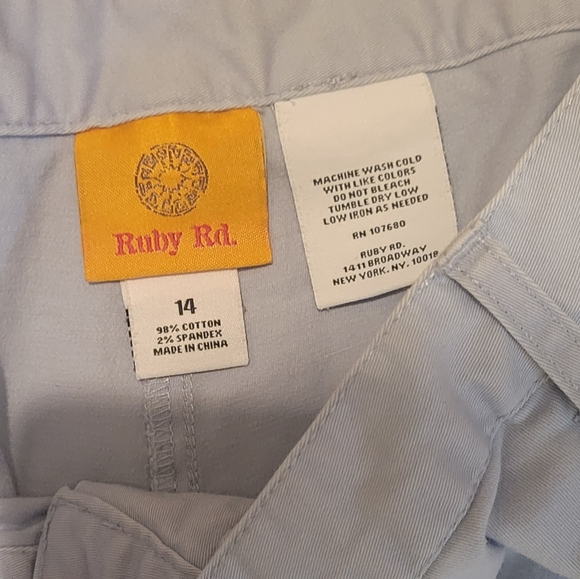 Ruby Rd.
14
98% COTTON
2% SPANDEX
MADE IN CHINA
MACHINE WASH COLD
WITH LIKE COLORS
DO NOT BLEACH
TUMBLE DRY LOW
LOW IRON AS NEEDED
RN 107680
RUBY RD.
1411 BROADWAY
NEW YORK, NY. 10018